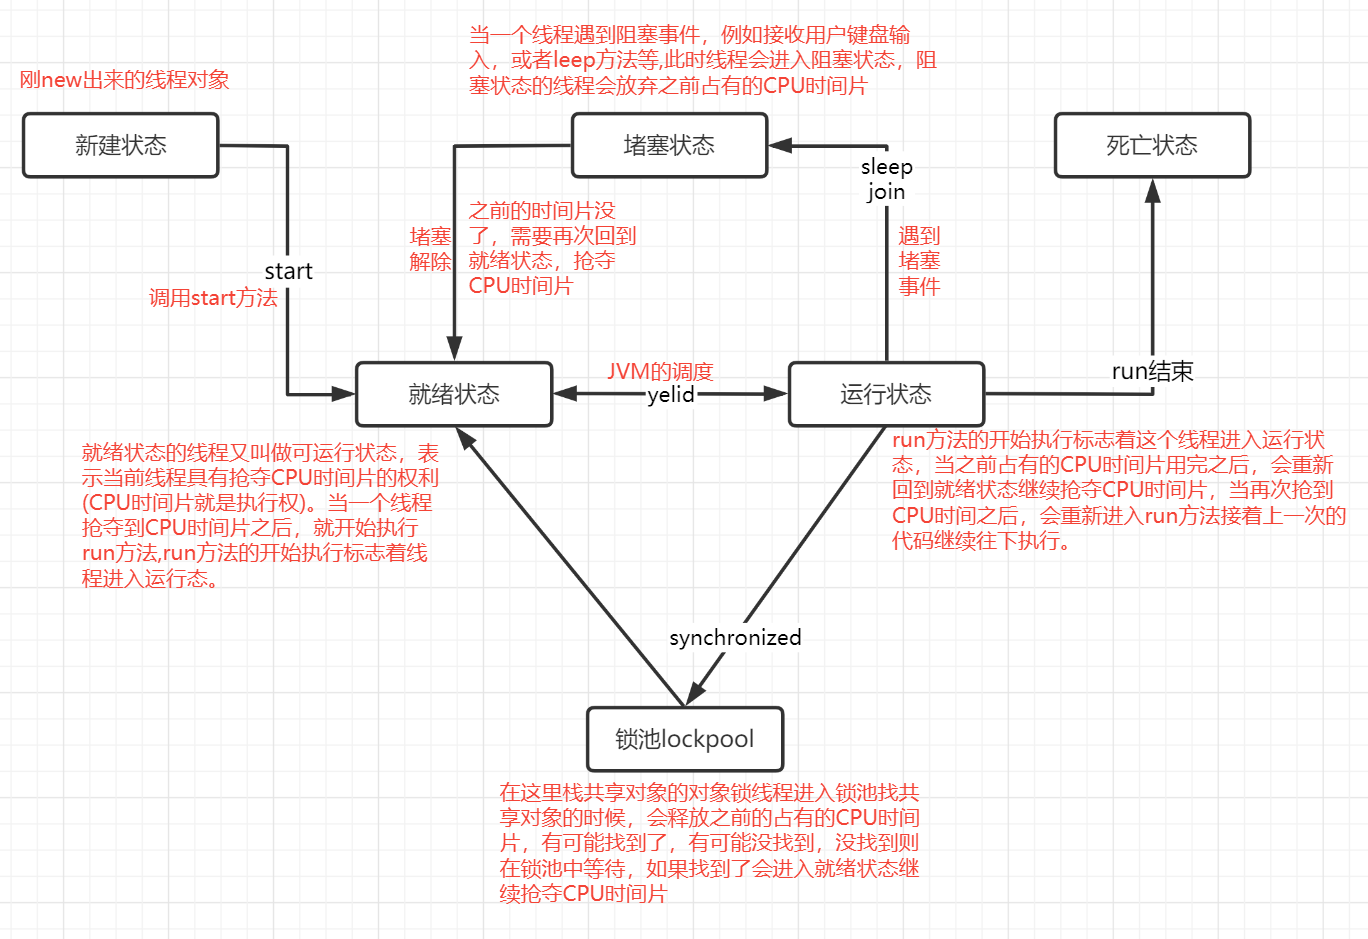 当一个线程遇到阻塞事件，例如接收用户键盘输
入，或者leep方法等,此时线程会进入阻塞状态，阻
塞状态的线程会放弃之前占有的CPU时间片
刚new出来的线程对象
新建状态
堵塞状态
死亡状态
sleep
join
之前的时间片没
了，需要再次回到
就绪状态，抢夺
CPU时间片
堵塞
解除
遇到
堵塞
事件
start
调用start方法
JVM的调度
yelid
run结束
就绪状态
运行状态
就绪状态的线程又叫做可运行状态，表
示当前线程具有抢夺CPU时间片的权利
(CPU时间片就是执行权)。当一个线程
抢夺到CPU时间片之后，就开始执行
run方法,run方法的开始执行标志着线
程进入运行态。
run方法的开始执行标志着这个线程进入运行状
态，当之前占有的CPU时间片用完之后，会重新
回到就绪状态继续抢夺CPU时间片，当再次抢到
CPU时间之后，会重新进入run方法接着上一次的
代码继续往下执行。
synchronized
锁池lockpool
在这里栈共享对象的对象锁线程进入锁池找共
享对象的时候，会释放之前的占有的CPU时间
片，有可能找到了，有可能没找到，没找到则
在锁池中等待，如果找到了会进入就绪状态继
续抢夺CPU时间片